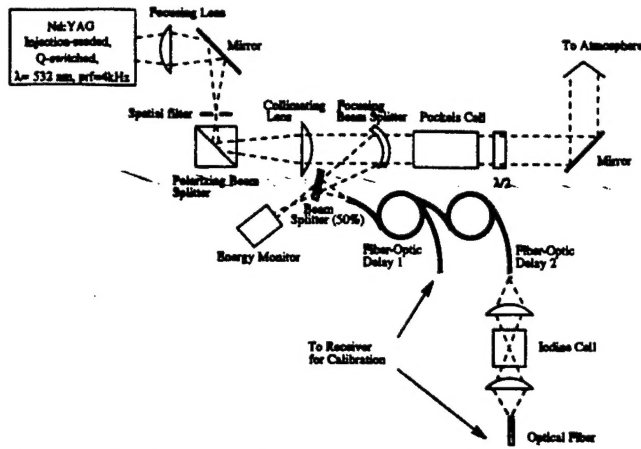 Nd:YAG
Injection-seeded,
Q-switched,
λ= 532 nm, prf=4kHz
Focusing Lens
Mirror
To Atmosphere
Spatial filter
Collimating
Lens
Focusing
Beam Splitter
Pockels Cell
Mirror
Polarizing Beam
Splitter
λ/2
Beam
Splitter (50%)
Energy Monitor
Fiber-Optic
Delay 1
Fiber-Optic
Delay 2
To Receiver
for Calibration
Iodine Cell
Optical Fiber